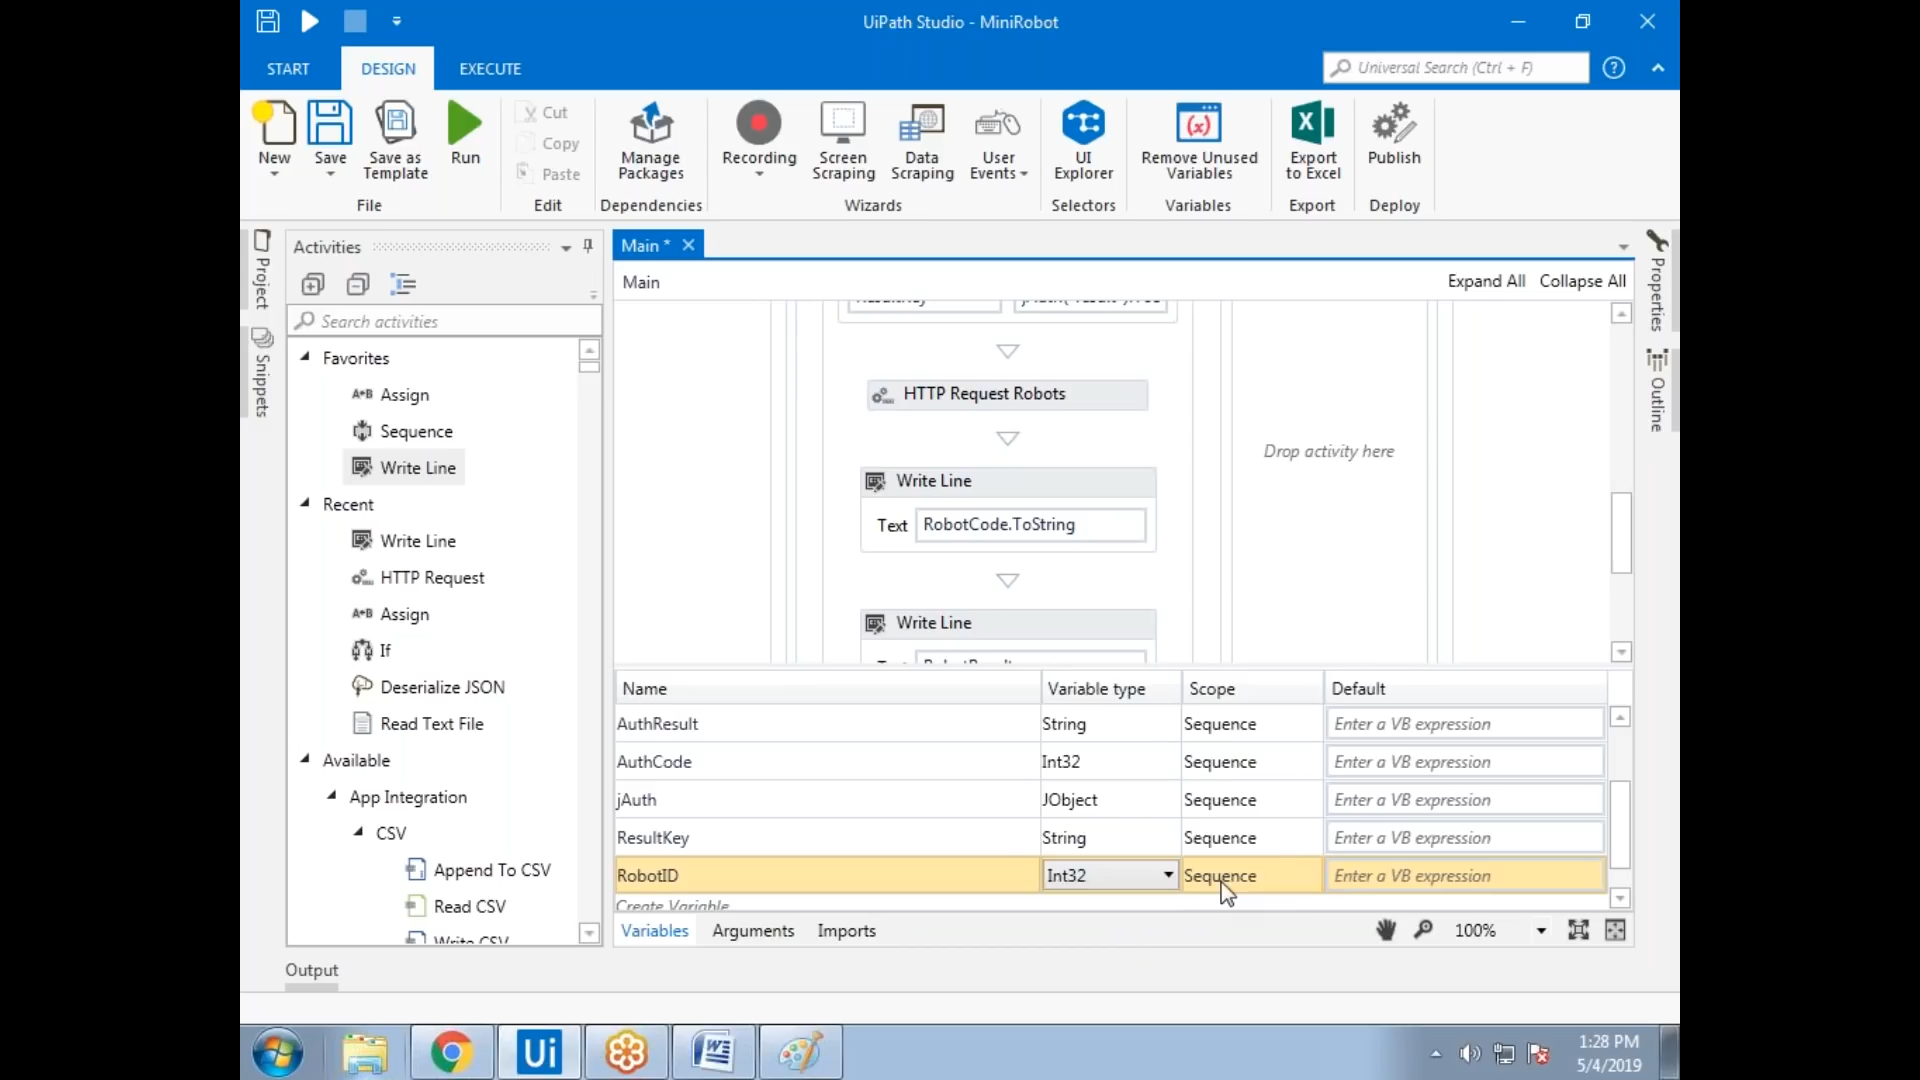 UiPath Studio - MiniRobot
START DESIGN EXECUTE
Universal Search (Ctrl + F)
New
Save
Save as Template
Run
File
Cut
Copy
Paste
Edit
Manage Packages
Dependencies
Recording
Screen Scraping
Data Scraping
User Events
Wizards
UI Explorer
Selectors
Remove Unused Variables
Variables
Export to Excel
Export
Publish
Deploy
Project
Snippets
Activities
Search activities
Favorites
Assign
Sequence
Write Line
Recent
Write Line
HTTP Request
Assign
If
Deserialize JSON
Read Text File
Available
App Integration
CSV
Append To CSV
Read CSV
Write CSV
Output
Main *
Main
Expand All Collapse All
HTTP Request Robots
Write Line
Text RobotCode.ToString
Write Line
Drop activity here
Properties
Outline
Name Variable type Scope Default
AuthResult String Sequence Enter a VB expression
AuthCode Int32 Sequence Enter a VB expression
jAuth JObject Sequence Enter a VB expression
ResultKey String Sequence Enter a VB expression
RobotID Int32 Sequence Enter a VB expression
Create Variable
Variables Arguments Imports
100%
Ui
1:28 PM
5/4/2019